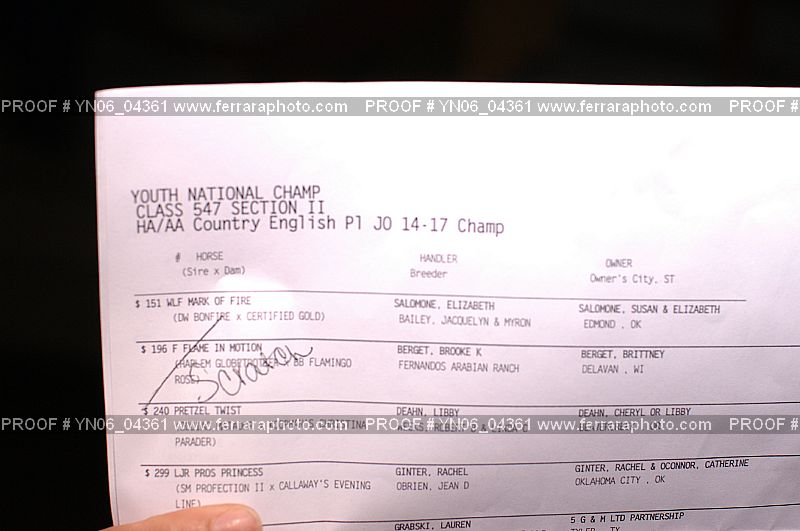 PROOF # YN06_04361 www.ferraraphoto.com PROOF # YN06_04361 www.ferraraphoto.com PROOF # YN
YOUTH NATIONAL CHAMP
CLASS 547 SECTION II
HA/AA Country English Pl JO 14-17 Champ
# HORSE HANDLER OWNER
(Sire x Dam) Breeder Owner's City, ST
$ 151 WLF MARK OF FIRE SALOMONE, ELIZABETH SALOMONE, SUSAN & ELIZABETH
(DW BONFIRE x CERTIFIED GOLD) BAILEY, JACQUELYN & MYRON EDMOND , OK
$ 196 F FLAME IN MOTION BERGET, BROOKE K BERGET, BRITTNEY
(HARLEM GLOBETROTTER x BB FLAMINGO FERNANDOS ARABIAN RANCH DELAVAN , WI
ROSE)
Scratch
$ 240 PRETZEL TWIST DEAHN, LIBBY DEAHN, CHERYL OR LIBBY
PROOF # YN06_04361 www.ferraraphoto.com PROOF # YN06_04361 www.ferraraphoto.com PROOF # YN
PARADER)
$ 299 LJR PROS PRINCESS GINTER, RACHEL GINTER, RACHEL & OCONNOR, CATHERINE
(SM PROFECTION II x CALLAWAY'S EVENING OBRIEN, JEAN D OKLAHOMA CITY , OK
LINE)
GRABSKI, LAUREN 5 G & M LTD PARTNERSHIP